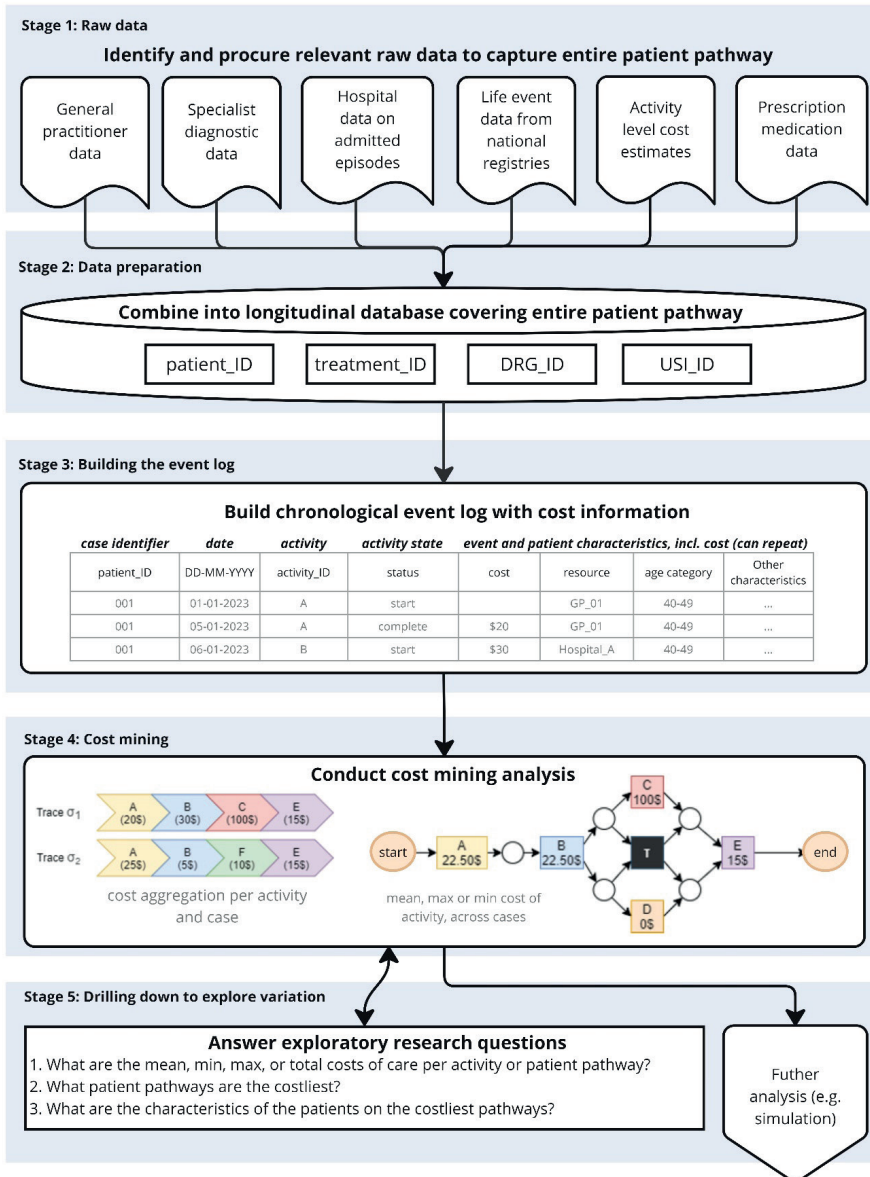 Stage 1: Raw data
Identify and procure relevant raw data to capture entire patient pathway
General
practitioner
data
Specialist
diagnostic
data
Hospital
data on
admitted
episodes
Life event
data from
national
registries
Activity
level cost
estimates
Prescription
medication
data
Stage 2: Data preparation
Combine into longitudinal database covering entire patient pathway
patient_ID
treatment_ID
DRG_ID
USI_ID
Stage 3: Building the event log
Build chronological event log with cost information
case identifier date activity activity state event and patient characteristics, incl. cost (can repeat)
patient_ID DD-MM-YYYY activity_ID status cost resource age category Other
characteristics
001 01-01-2023 A start GP_01 40-49 ...
001 05-01-2023 A complete $20 GP_01 40-49 ...
001 06-01-2023 B start $30 Hospital_A 40-49 ...
Stage 4: Cost mining
Conduct cost mining analysis
Trace σ1
A
(20$)
B
(30$)
C
(100$)
E
(15$)
Trace σ2
A
(25$)
B
(5$)
F
(10$)
E
(15$)
cost aggregation per activity
and case
start
A
22.50$
B
22.50$
C
100$
T
D
0$
E
15$
end
mean, max or min cost of
activity, across cases
Stage 5: Drilling down to explore variation
Answer exploratory research questions
1. What are the mean, min, max, or total costs of care per activity or patient pathway?
2. What patient pathways are the costliest?
3. What are the characteristics of the patients on the costliest pathways?
Futher
analysis (e.g.
simulation)